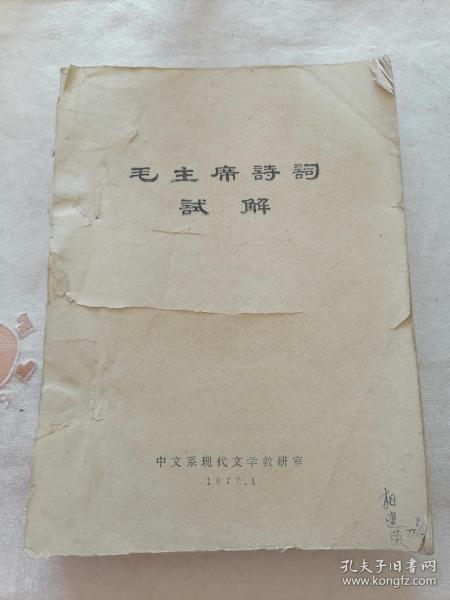 毛主席詩詞
試解
中文系现代文学教研室
1977.1
孔夫子旧书网
www.kongfz.com